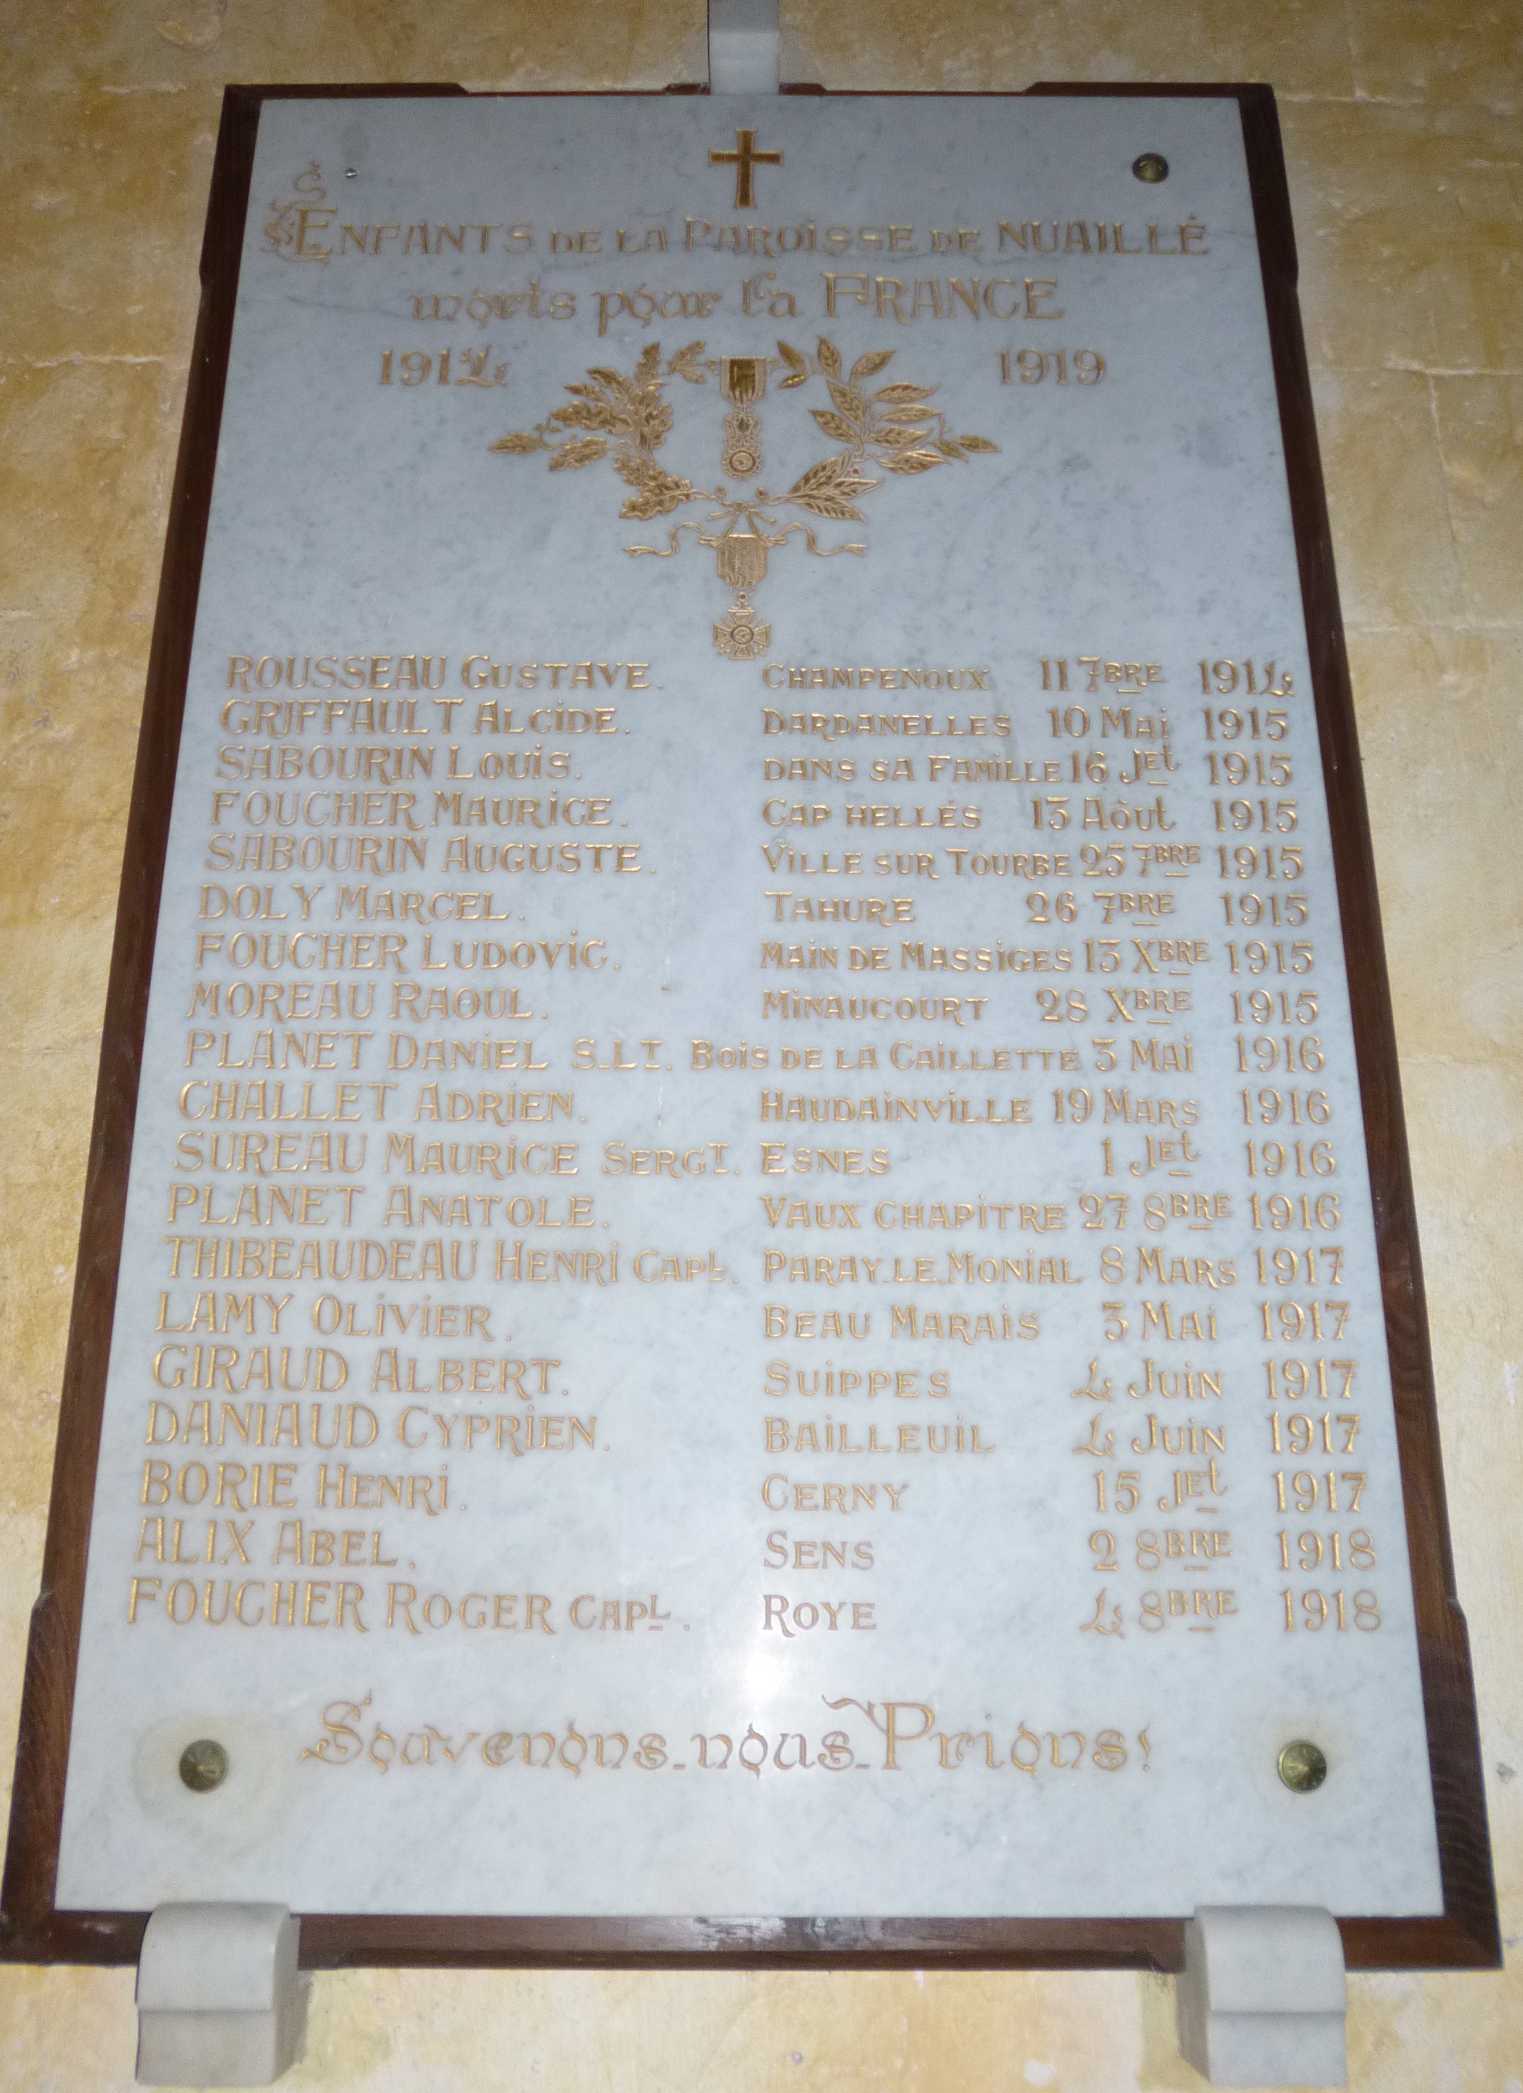 ENFANTS DE LA PAROISSE DE NUAILLÉ
morts pour la FRANCE
1914 1919
ROUSSEAU GUSTAVE. CHAMPENOUX 11 7BRE 1914
GRIFFAULT ALCIDE. DARDANELLES 10 MAI 1915
SABOURIN LOUIS. DANS SA FAMILLE 16 JET 1915
FOUCHER MAURICE. CAP HELLÉS 13 AOUT 1915
SABOURIN AUGUSTE. VILLE SUR TOURBE 25 7BRE 1915
DOLY MARCEL. TAHURE 26 7BRE 1915
FOUCHER LUDOVIC. MAIN DE MASSIGES 13 XBRE 1915
MOREAU RAOUL. MINAUCOURT 28 XBRE 1915
PLANET DANIEL S.LT. BOIS DE LA CAILLETTE 3 MAI 1916
CHALLET ADRIEN. HAUDAINVILLE 19 MARS 1916
SUREAU MAURICE SERGT. ESNES 1 JET 1916
PLANET ANATOLE. VAUX CHAPITRE 27 8BRE 1916
THIBEAUDEAU HENRI CAPL. PARAY-LE-MONIAL 8 MARS 1917
LAMY OLIVIER. BEAU MARAIS 3 MAI 1917
GIRAUD ALBERT. SUIPPES 4 JUIN 1917
DANIAUD CYPRIEN. BAILLEUIL 4 JUIN 1917
BORIE HENRI. CERNY 15 JET 1917
ALIX ABEL. SENS 2 8BRE 1918
FOUCHER ROGER CAPL. ROYE 4 8BRE 1918
Souvenons-nous-Prions!